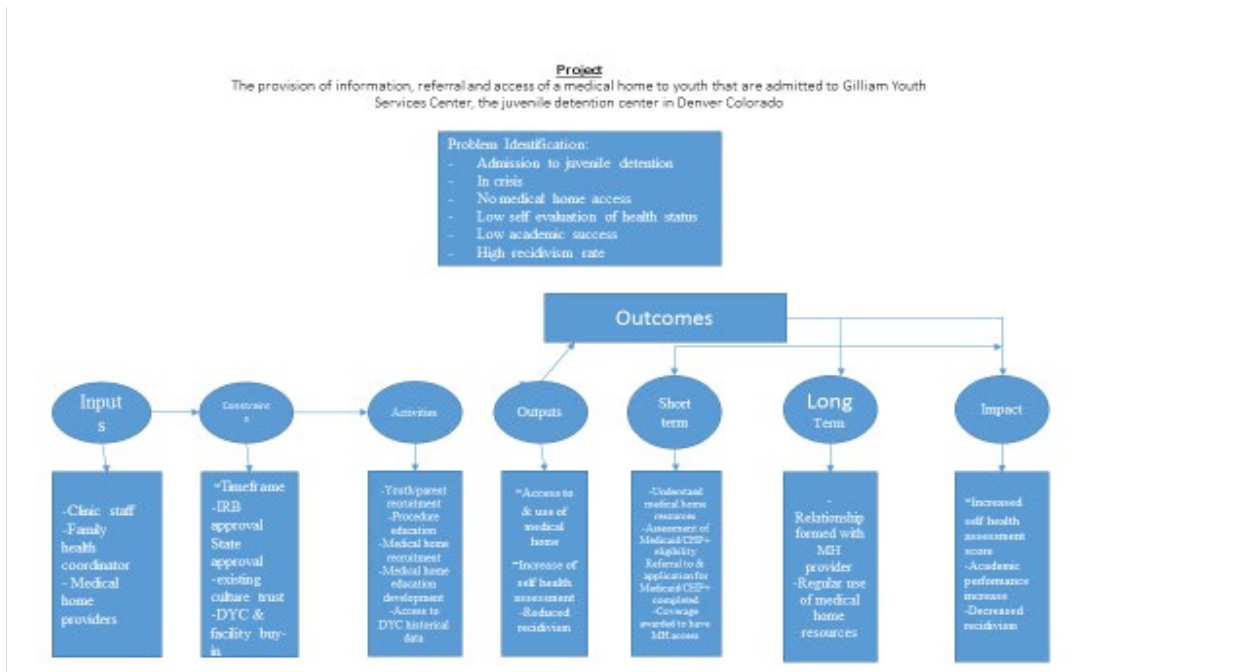 Project
The provision of information, referral and access of a medical home to youth that are admitted to Gilliam Youth
Services Center, the juvenile detention center in Denver Colorado
Problem Identification:
- Admission to juvenile detention
- In crisis
- No medical home access
- Low self evaluation of health status
- Low academic success
- High recidivism rate
Outcomes
Input
s
Constraint
s
Activities
Outputs
Short
term
Long
Term
Impact
-Clinic staff
-Family
health
coordinator
- Medical
home
providers
-Timeframe
-IRB
approval
State
approval
-existing
culture trust
-DYC &
facility buy-
in
-Youth/parent
recruitment
-Procedure
education
-Medical home
recruitment
-Medical home
education
development
-Access to
DYC historical
data
-Access to
& use of
medical
home
-Increase of
self health
assessment
-Reduced
recidivism
-Understand
medical home
resources
-Assessment of
Medicaid/CHP+
eligibility
Referral to &
application for
Medicaid/CHP+
completed
-Coverage
awarded to have
MH access
-
Relationship
formed with
MH
provider
-Regular use
of medical
home
resources
-Increased
self health
assessment
score
-Academic
performance
increase
-Decreased
recidivism